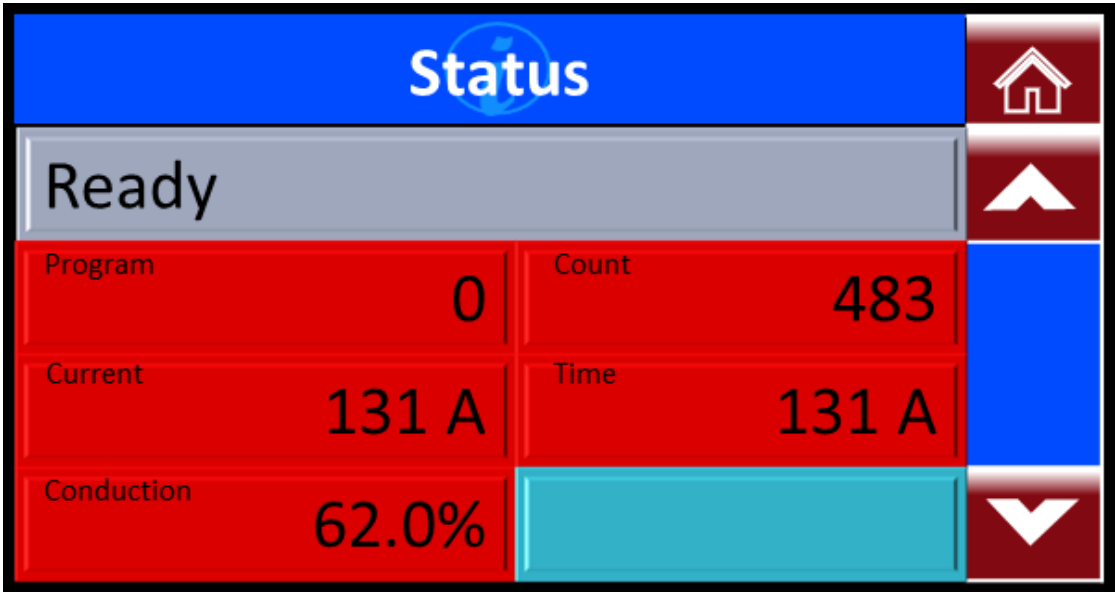 Status
Ready
Program
0
Count
483
Current
131 A
Time
131 A
Conduction
62.0%